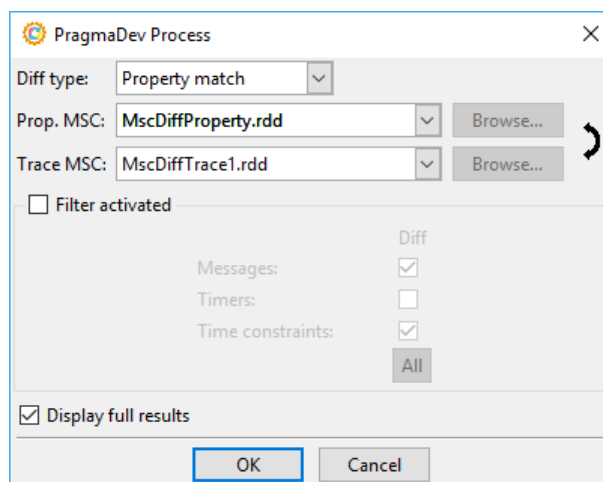 PragmaDev Process
Diff type: Property match
Prop. MSC: MscDiffProperty.rdd Browse...
Trace MSC: MscDiffTrace1.rdd Browse...
Filter activated
Diff
Messages:
Timers:
Time constraints:
All
Display full results
OK Cancel